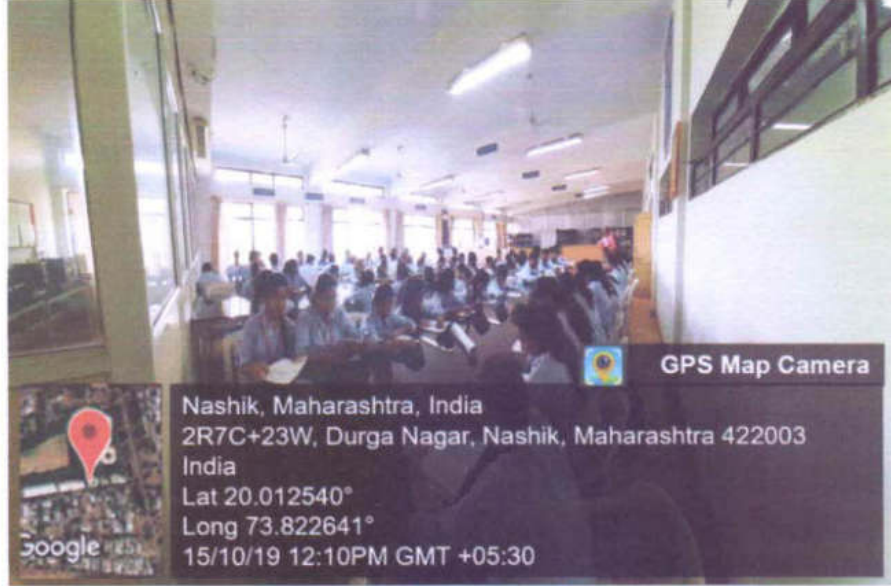 GPS Map Camera
Nashik, Maharashtra, India
2R7C+23W, Durga Nagar, Nashik, Maharashtra 422003
India
Lat 20.012540°
Long 73.822641°
15/10/19 12:10PM GMT +05:30
Google